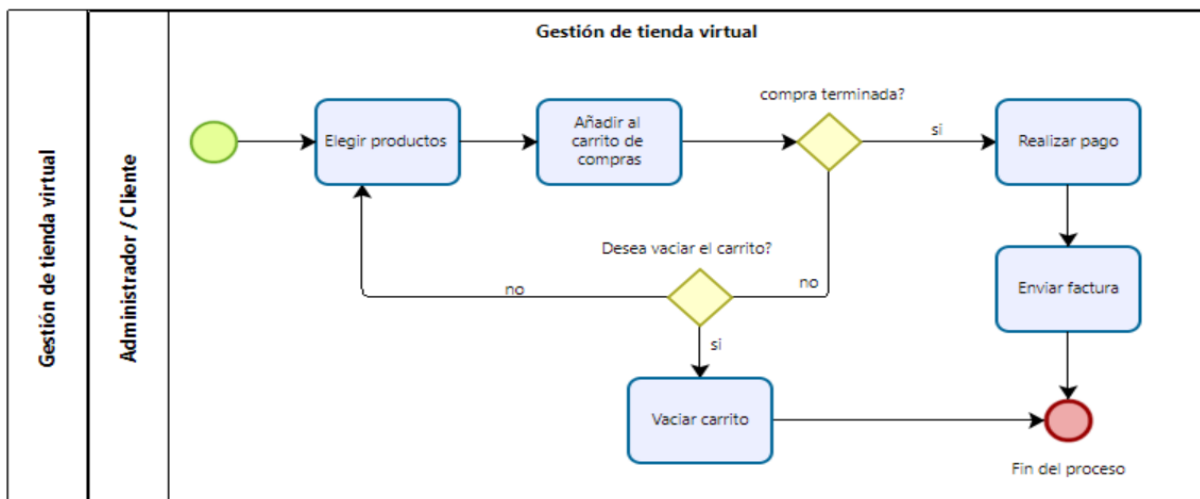 Gestión de tienda virtual
Gestión de tienda virtual
Administrador / Cliente
Elegir productos
Añadir al
carrito de
compras
compra terminada?
si
Realizar pago
Desea vaciar el carrito?
no
no
Enviar factura
si
Vaciar carrito
Fin del proceso